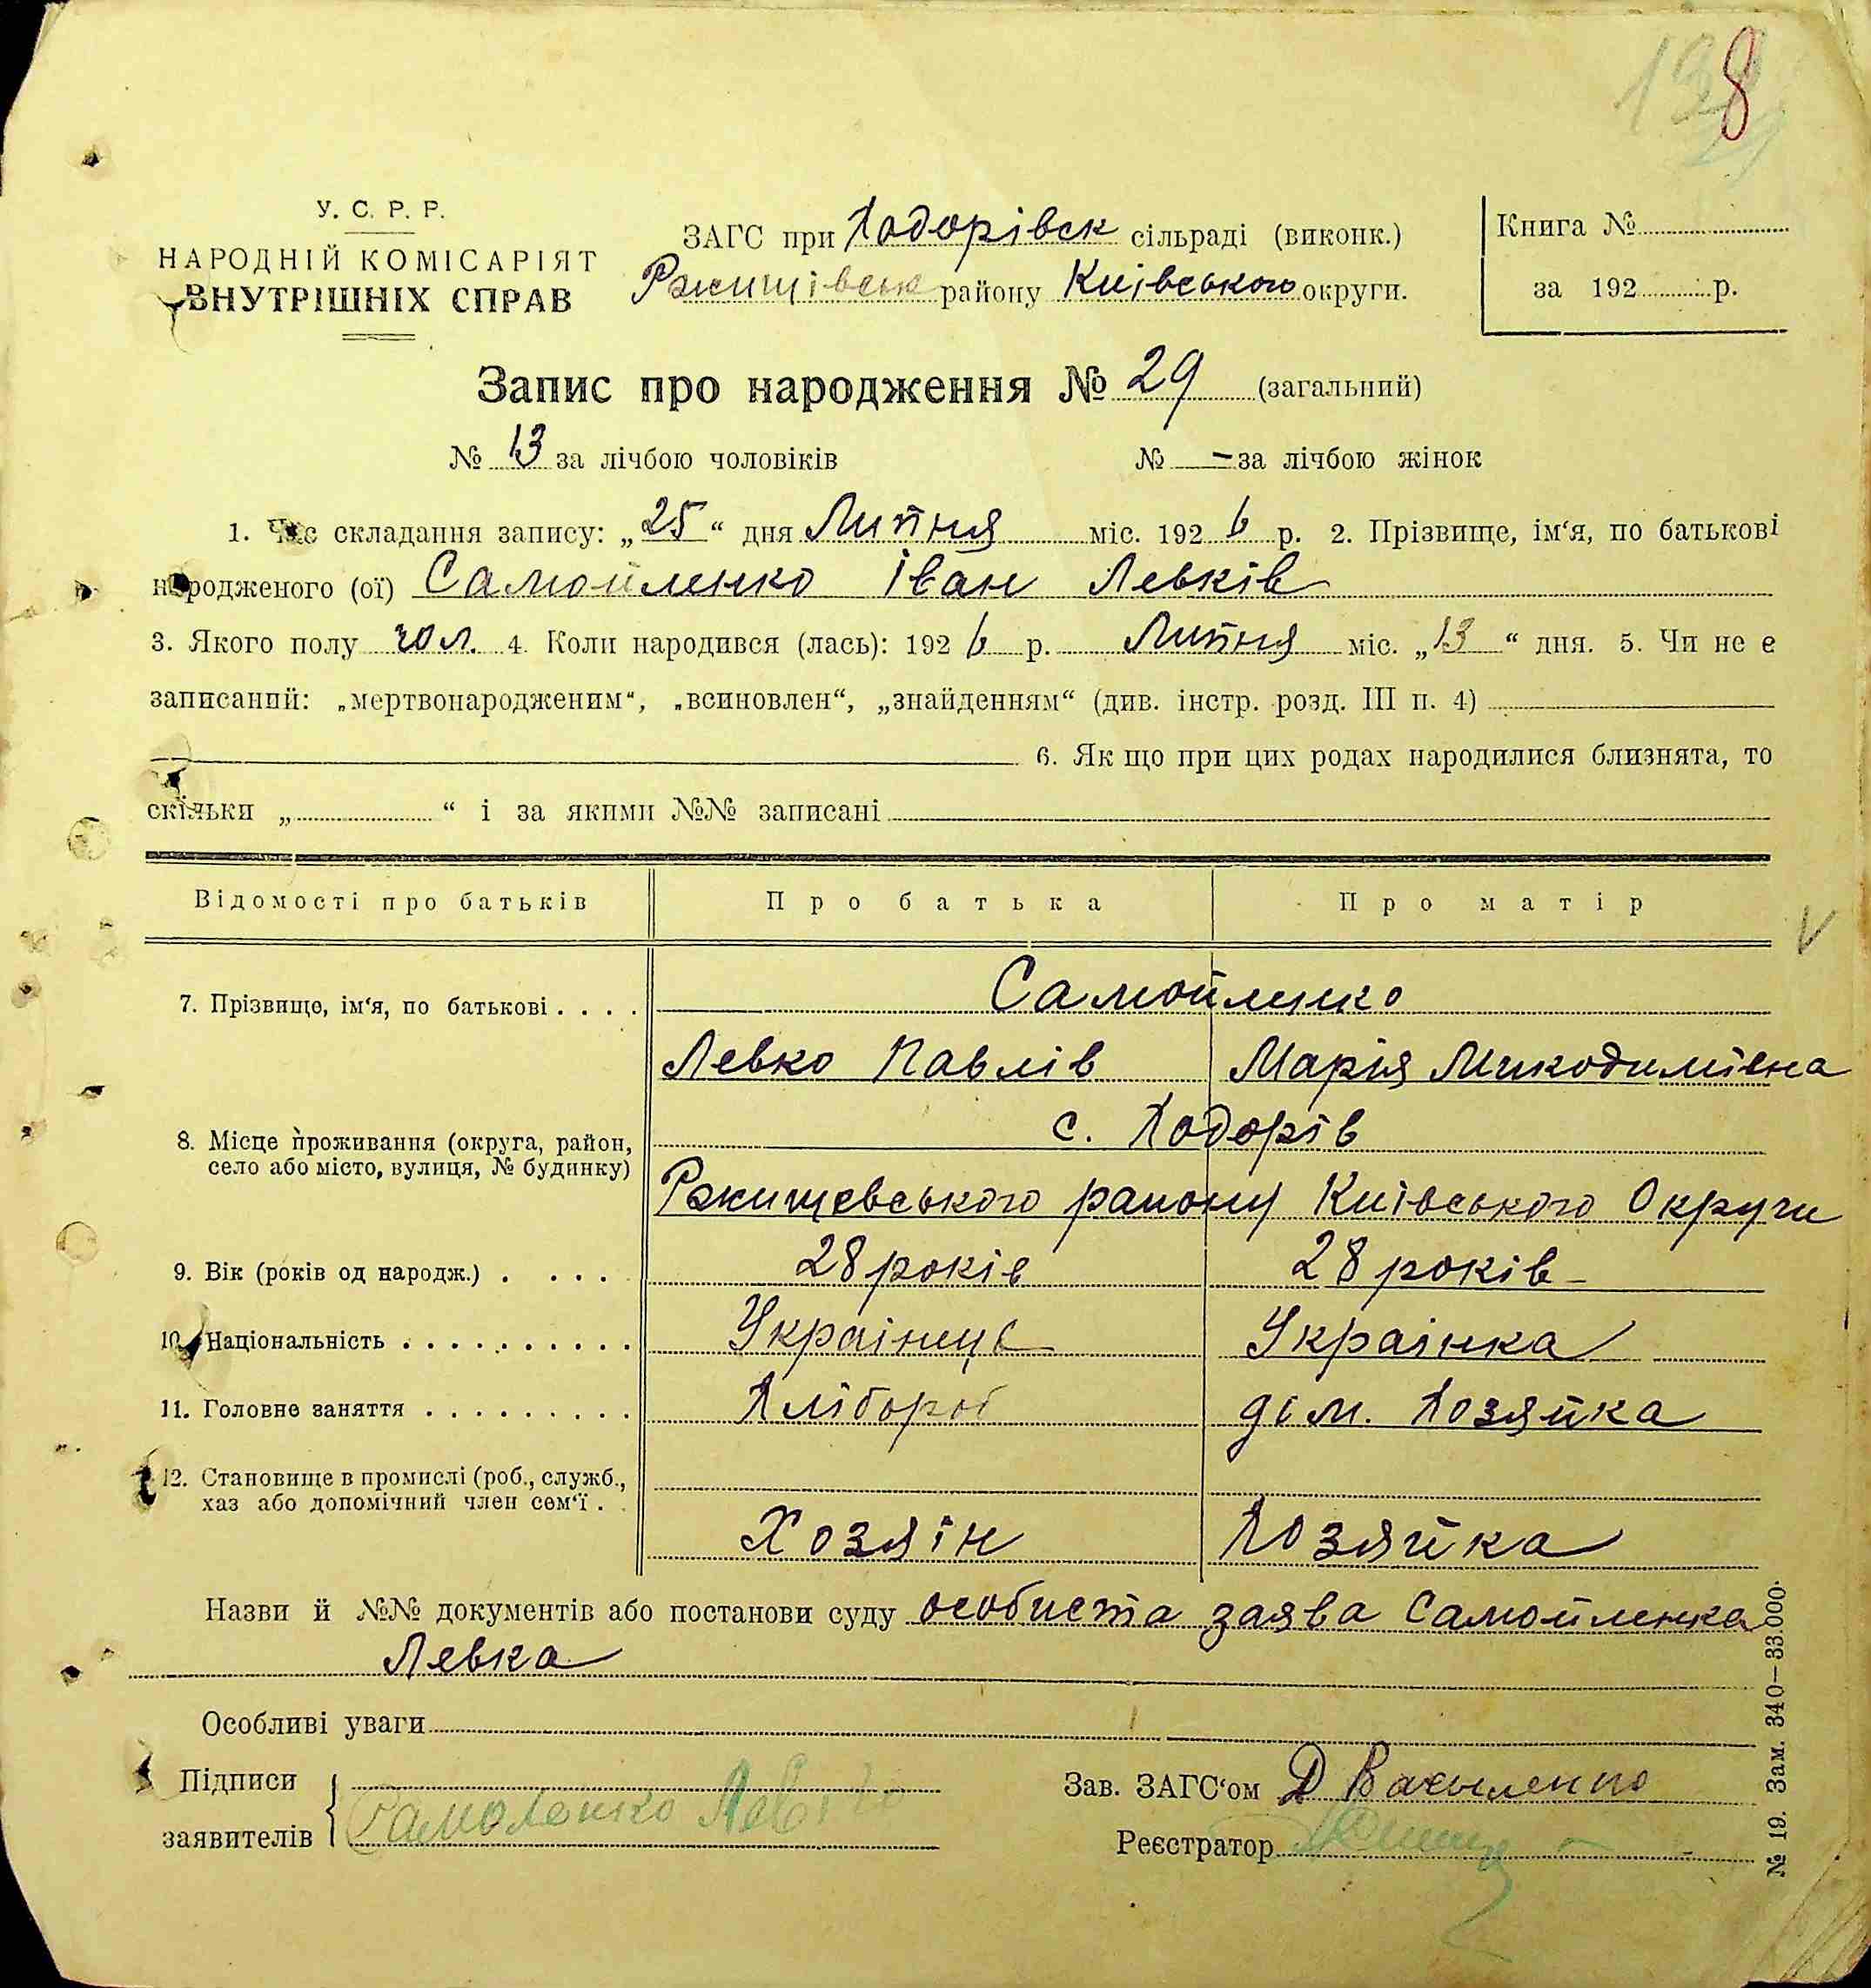 8
У. С. Р. Р.
НАРОДНІЙ КОМІСАРІЯТ
ВНУТРІШНІХ СПРАВ
ЗАГС при Ходорівск сільраді (виконк.)
Ржищівськ району Київського округи.
Книга №
за 192 р.
Запис про народження № 29 (загальний)
№ 13 за лічбою чоловіків № — за лічбою жінок
1. Час складання запису: „25“ дня Липня міс. 1926 р. 2. Прізвище, ім‘я, по батькові
народженого (ої) Самойленко Іван Левків
3. Якого полу чол. 4. Коли народився (лась): 1926 р. Липня міс. „13“ дня. 5. Чи не є
записаний: „мертвонародженим“, „всиновлен“, „знайденням“ (див. інстр. розд. III п. 4)
6. Як що при цих родах народилися близнята, то
скільки „ “ і за якими №№ записані
Відомості про батьків Про батька Про матір
V
7. Прізвище, ім‘я, по батькові . . . . Самойленко
Левко Павлів Марія Микодимівна
8. Місце проживання (округа, район, с. Ходорів
село або місто, вулиця, № будинку)
Ржищевського району Київського Округи
9. Вік (років од народж.) . . . . 28 років 28 років
10. Національність . . . . . . . . . . Українець Українка
11. Головне заняття . . . . . . . . . Хлібороб дом. Хозяйка
12. Становище в промислі (роб., служб.,
хаз або допомічний член сем‘ї . .
Хозяін Хозяйка
Назви й №№ документів або постанови суду особиста заява Самойленка
Левка
Особливі уваги
Підписи
заявителів Самоленко
Зав. ЗАГС‘ом Д Василенко
Реєстратор
№ 19. Зам. 340—33.000.